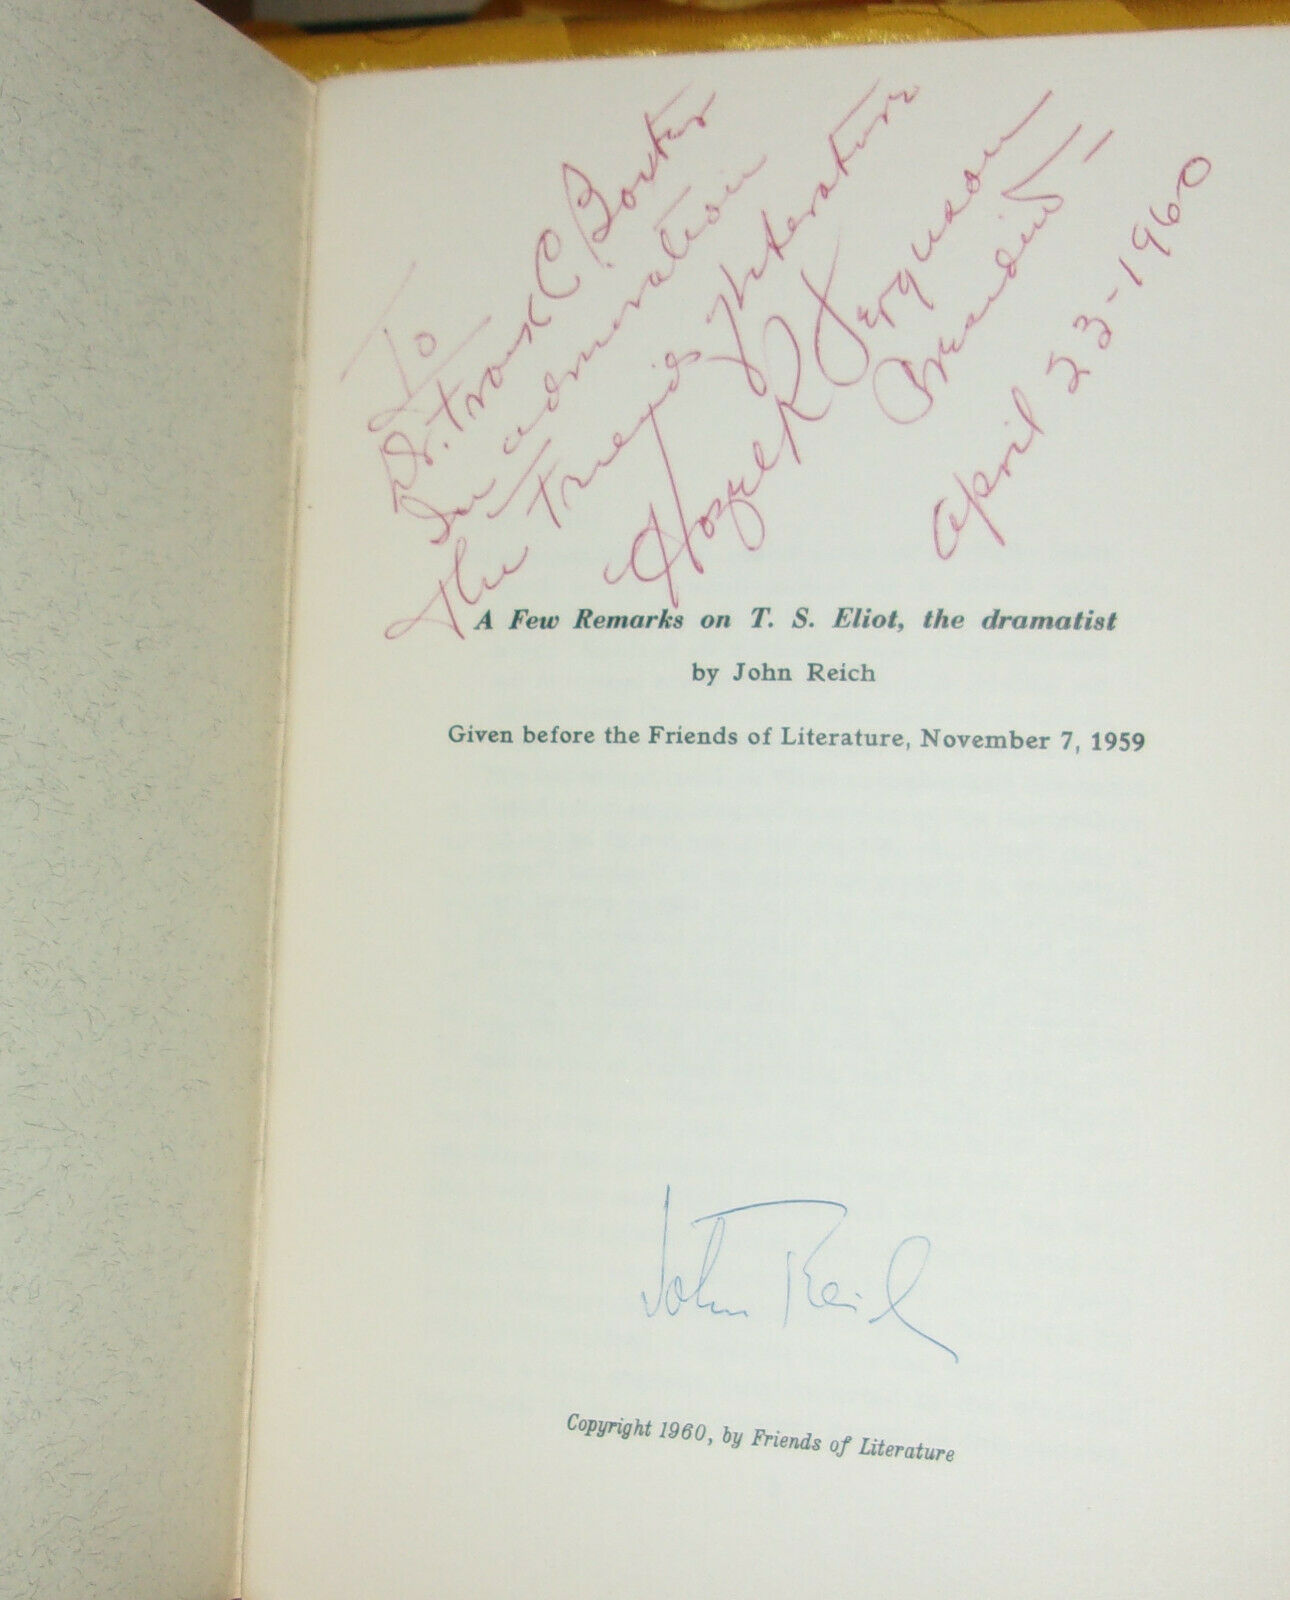 To
Dr. Frank C Baxter
In admiration
The Friends of Literature
Hazel K Ferguson
President -
April 23-1960
A Few Remarks on T. S. Eliot, the dramatist
by John Reich
Given before the Friends of Literature, November 7, 1959
John Reich
Copyright 1960, by Friends of Literature